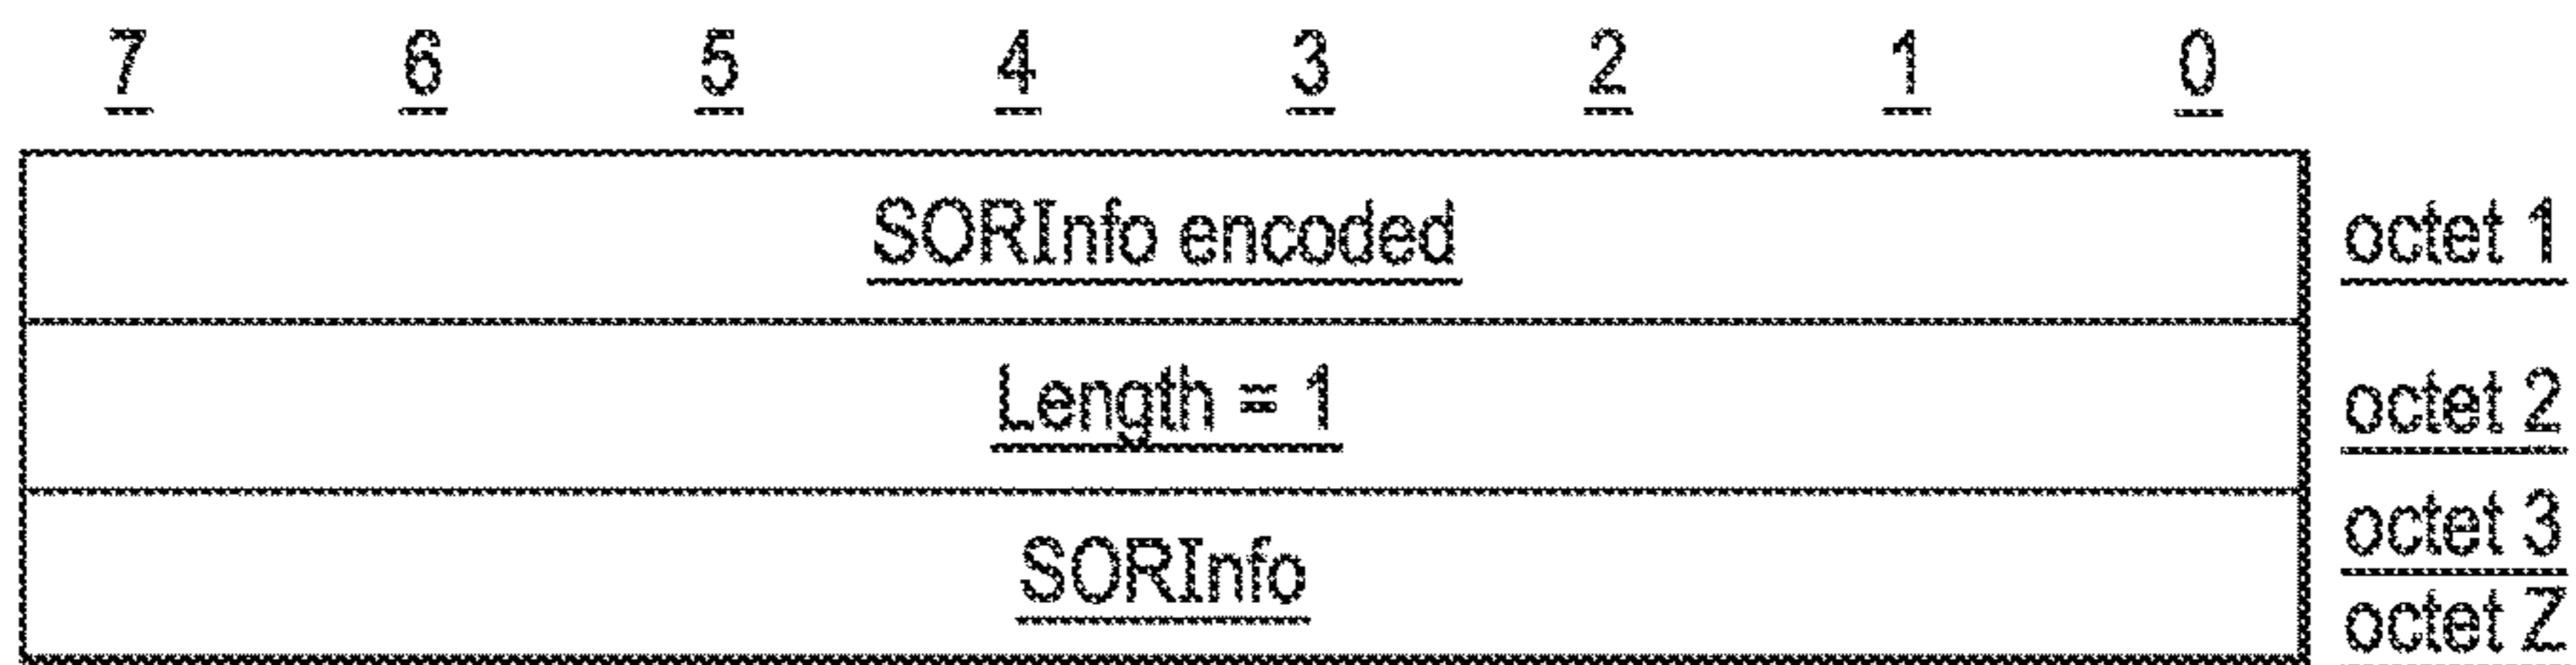 7 6 5 4 3 2 1 0
SORInfo encoded octet 1
Length = 1 octet 2
SORInfo octet 3
octet Z